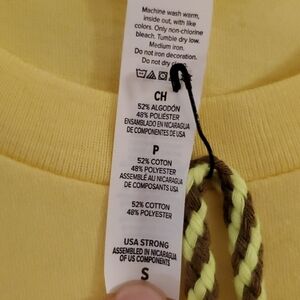 Machine wash warm,
inside out, with like
colors. Only non-chlorine
bleach. Tumble dry low.
Medium iron.
Do not iron decoration.
Do not dry
CH
52% ALGODÓN
48% POLIÉSTER
ENSAMBLADO EN NICARAGUA
DE COMPONENTES DE USA
P
52% COTON
48% POLYESTER
ASSEMBLÉ AU NICARAGUA
DE COMPOSANTS USA
52% COTTON
48% POLYESTER
USA STRONG
ASSEMBLED IN NICARAGUA
OF US COMPONENTS
S